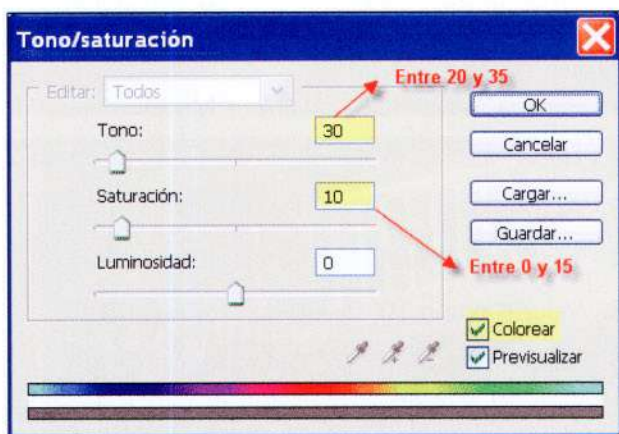 Tono/saturación
Entre 20 y 35
Editar: Todos
OK
Tono: 30
Cancelar
Saturación: 10
Cargar...
Guardar...
Luminosidad: 0
Entre 0 y 15
Colorear
Previsualizar